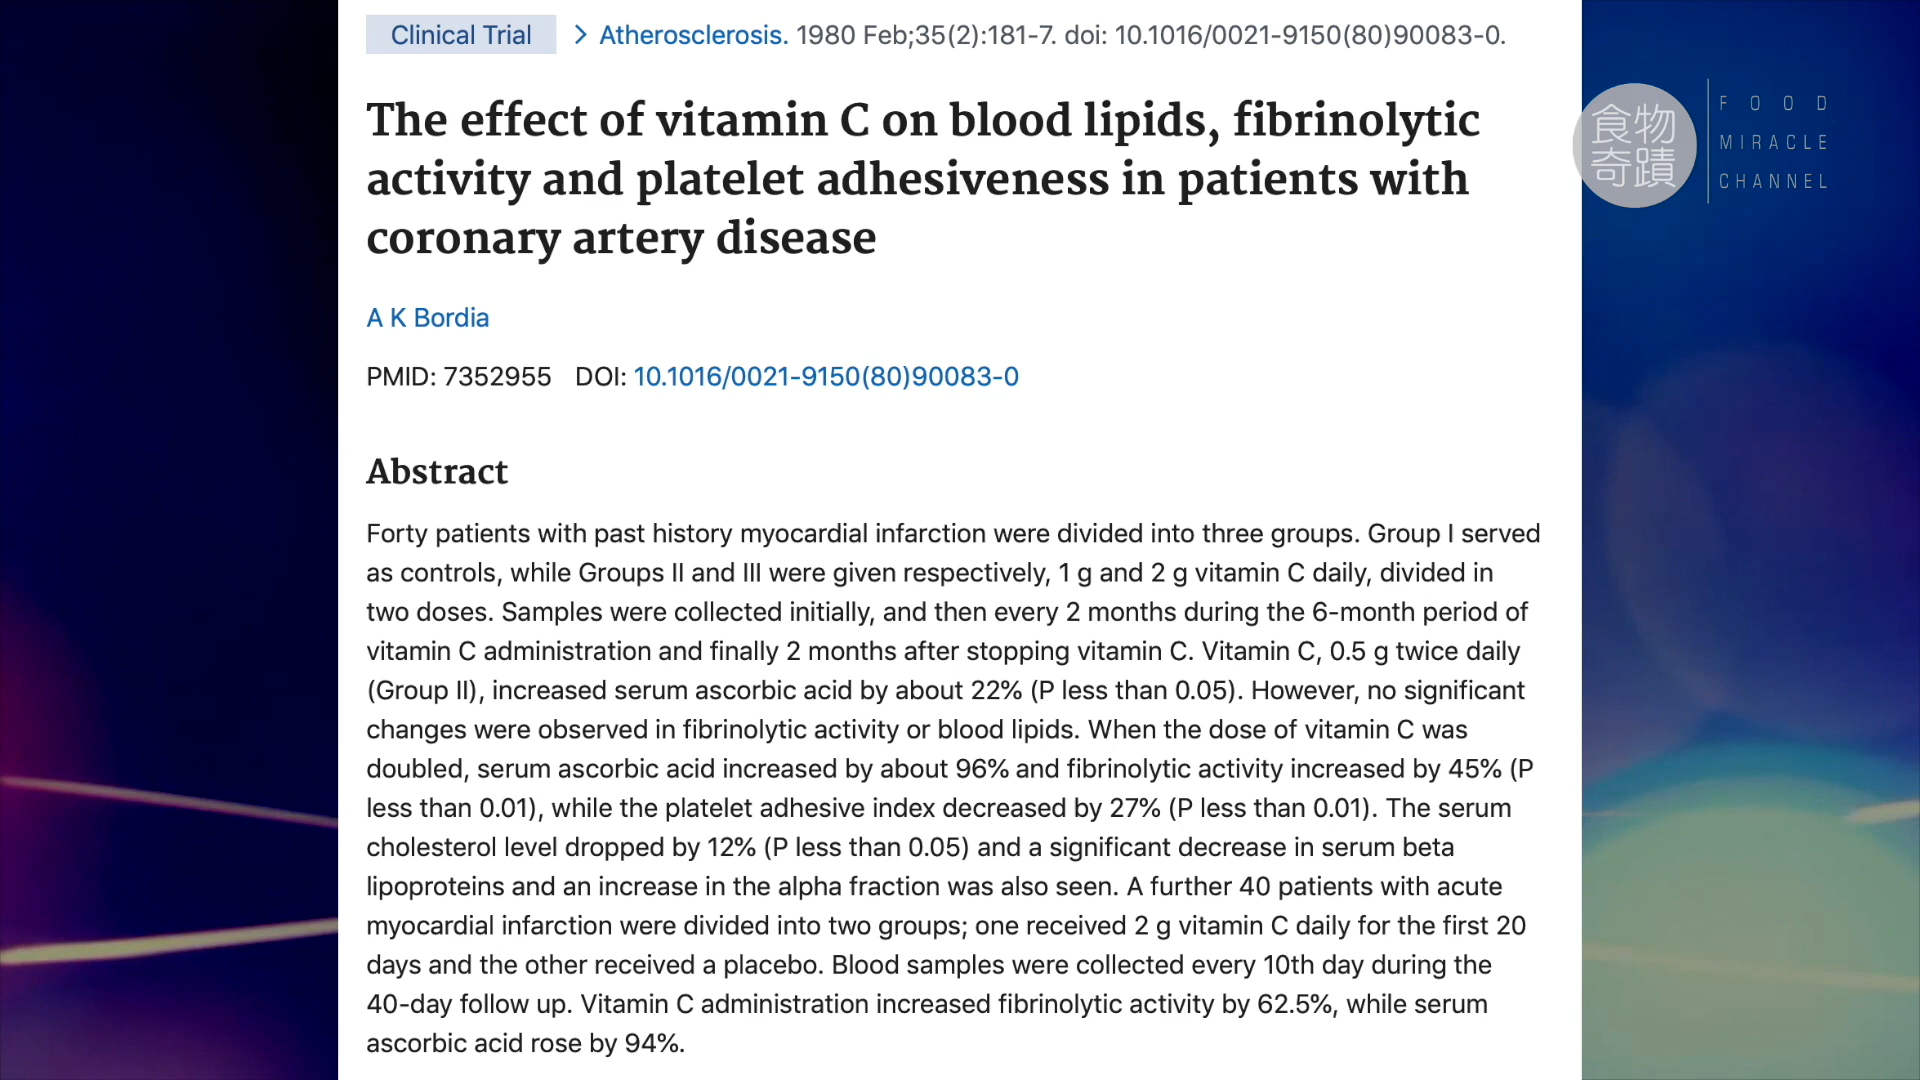 Clinical Trial > Atherosclerosis. 1980 Feb;35(2):181-7. doi: 10.1016/0021-9150(80)90083-0.
The effect of vitamin C on blood lipids, fibrinolytic
activity and platelet adhesiveness in patients with
coronary artery disease
A K Bordia
PMID: 7352955 DOI: 10.1016/0021-9150(80)90083-0
Abstract
Forty patients with past history myocardial infarction were divided into three groups. Group I served
as controls, while Groups II and III were given respectively, 1 g and 2 g vitamin C daily, divided in
two doses. Samples were collected initially, and then every 2 months during the 6-month period of
vitamin C administration and finally 2 months after stopping vitamin C. Vitamin C, 0.5 g twice daily
(Group II), increased serum ascorbic acid by about 22% (P less than 0.05). However, no significant
changes were observed in fibrinolytic activity or blood lipids. When the dose of vitamin C was
doubled, serum ascorbic acid increased by about 96% and fibrinolytic activity increased by 45% (P
less than 0.01), while the platelet adhesive index decreased by 27% (P less than 0.01). The serum
cholesterol level dropped by 12% (P less than 0.05) and a significant decrease in serum beta
lipoproteins and an increase in the alpha fraction was also seen. A further 40 patients with acute
myocardial infarction were divided into two groups; one received 2 g vitamin C daily for the first 20
days and the other received a placebo. Blood samples were collected every 10th day during the
40-day follow up. Vitamin C administration increased fibrinolytic activity by 62.5%, while serum
ascorbic acid rose by 94%.
食物
奇蹟
FOOD
MIRACLE
CHANNEL